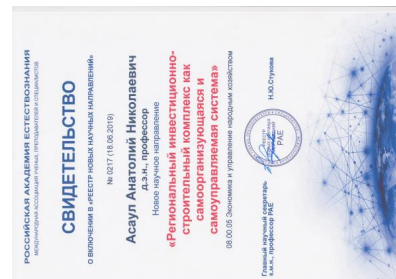 РОССИЙСКАЯ АКАДЕМИЯ ЕСТЕСТВОЗНАНИЯ
МЕЖДУНАРОДНАЯ АССОЦИАЦИЯ УЧЕНЫХ, ПРЕПОДАВАТЕЛЕЙ И СПЕЦИАЛИСТОВ
СВИДЕТЕЛЬСТВО
О ВКЛЮЧЕНИИ В «РЕЕСТР НОВЫХ НАУЧНЫХ НАПРАВЛЕНИЙ»
№ 0217 (18.06.2019)
Асаул Анатолий Николаевич
д.э.н., профессор
Новое научное направление
«Региональный инвестиционно-
строительный комплекс как
самоорганизующаяся и
самоуправляемая система»
08.00.05 Экономика и управление народным хозяйством
Главный научный секретарь
к.м.н., профессор РАЕ
Н.Ю.Стукова
РАЕ